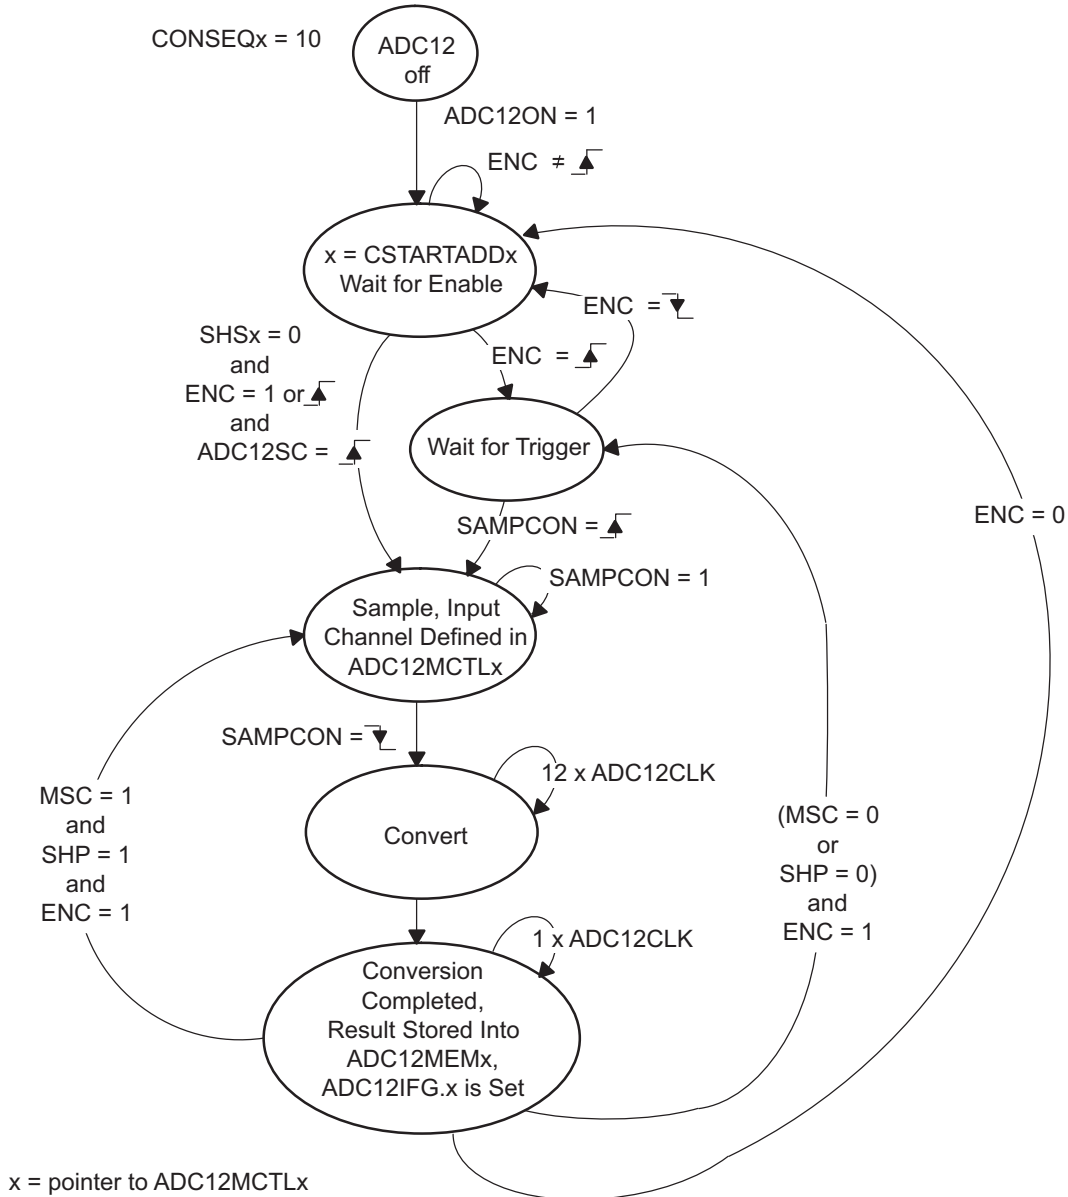 CONSEQx = 10
ADC12
off
ADC12ON = 1
ENC ≠
x = CSTARTADDx
Wait for Enable
ENC =
SHSx = 0
and
ENC = 1 or
and
ADC12SC =
ENC =
Wait for Trigger
SAMPCON =
ENC = 0
SAMPCON = 1
Sample, Input
Channel Defined in
ADC12MCTLx
SAMPCON =
12 x ADC12CLK
Convert
MSC = 1
and
SHP = 1
and
ENC = 1
(MSC = 0
or
SHP = 0)
and
ENC = 1
1 x ADC12CLK
Conversion
Completed,
Result Stored Into
ADC12MEMx,
ADC12IFG.x is Set
x = pointer to ADC12MCTLx